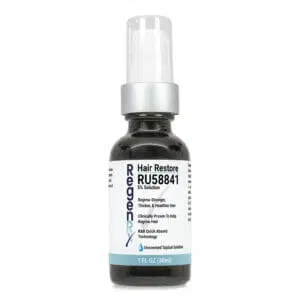 RegenRx
Hair Restore
RU58841
5% Solution
Regrow Stronger,
Thicker, & Healthier Hair
Clinically Proven To help
Regrow Hair
K&B Quick Absorb
Technology
Unscented Topical Solution
1 FL OZ (30ml)